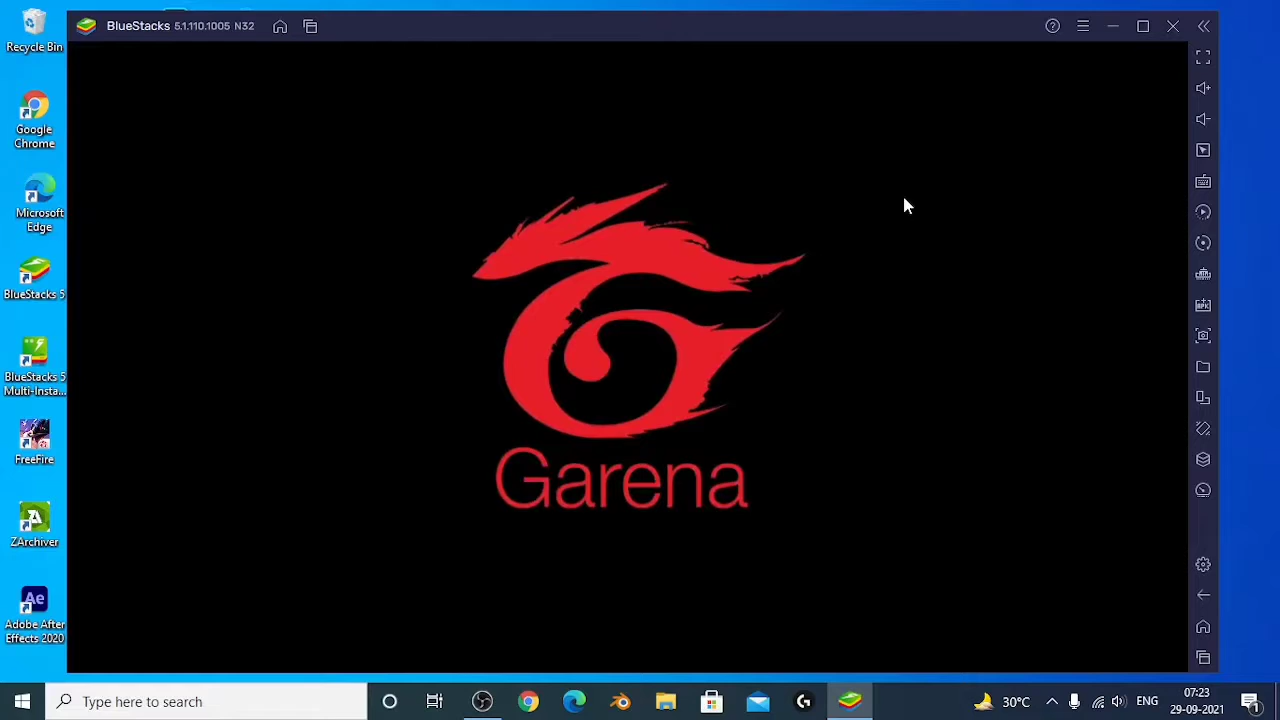 BlueStacks 5.1.110.1005 N32
Recycle Bin
Google
Chrome
Microsoft
Edge
BlueStacks 5
BlueStacks 5
Multi-Insta...
FreeFire
ZArchiver
Ae
Adobe After
Effects 2020
Garena
Type here to search
30°C
ENG
07:23
29-09-2021
1